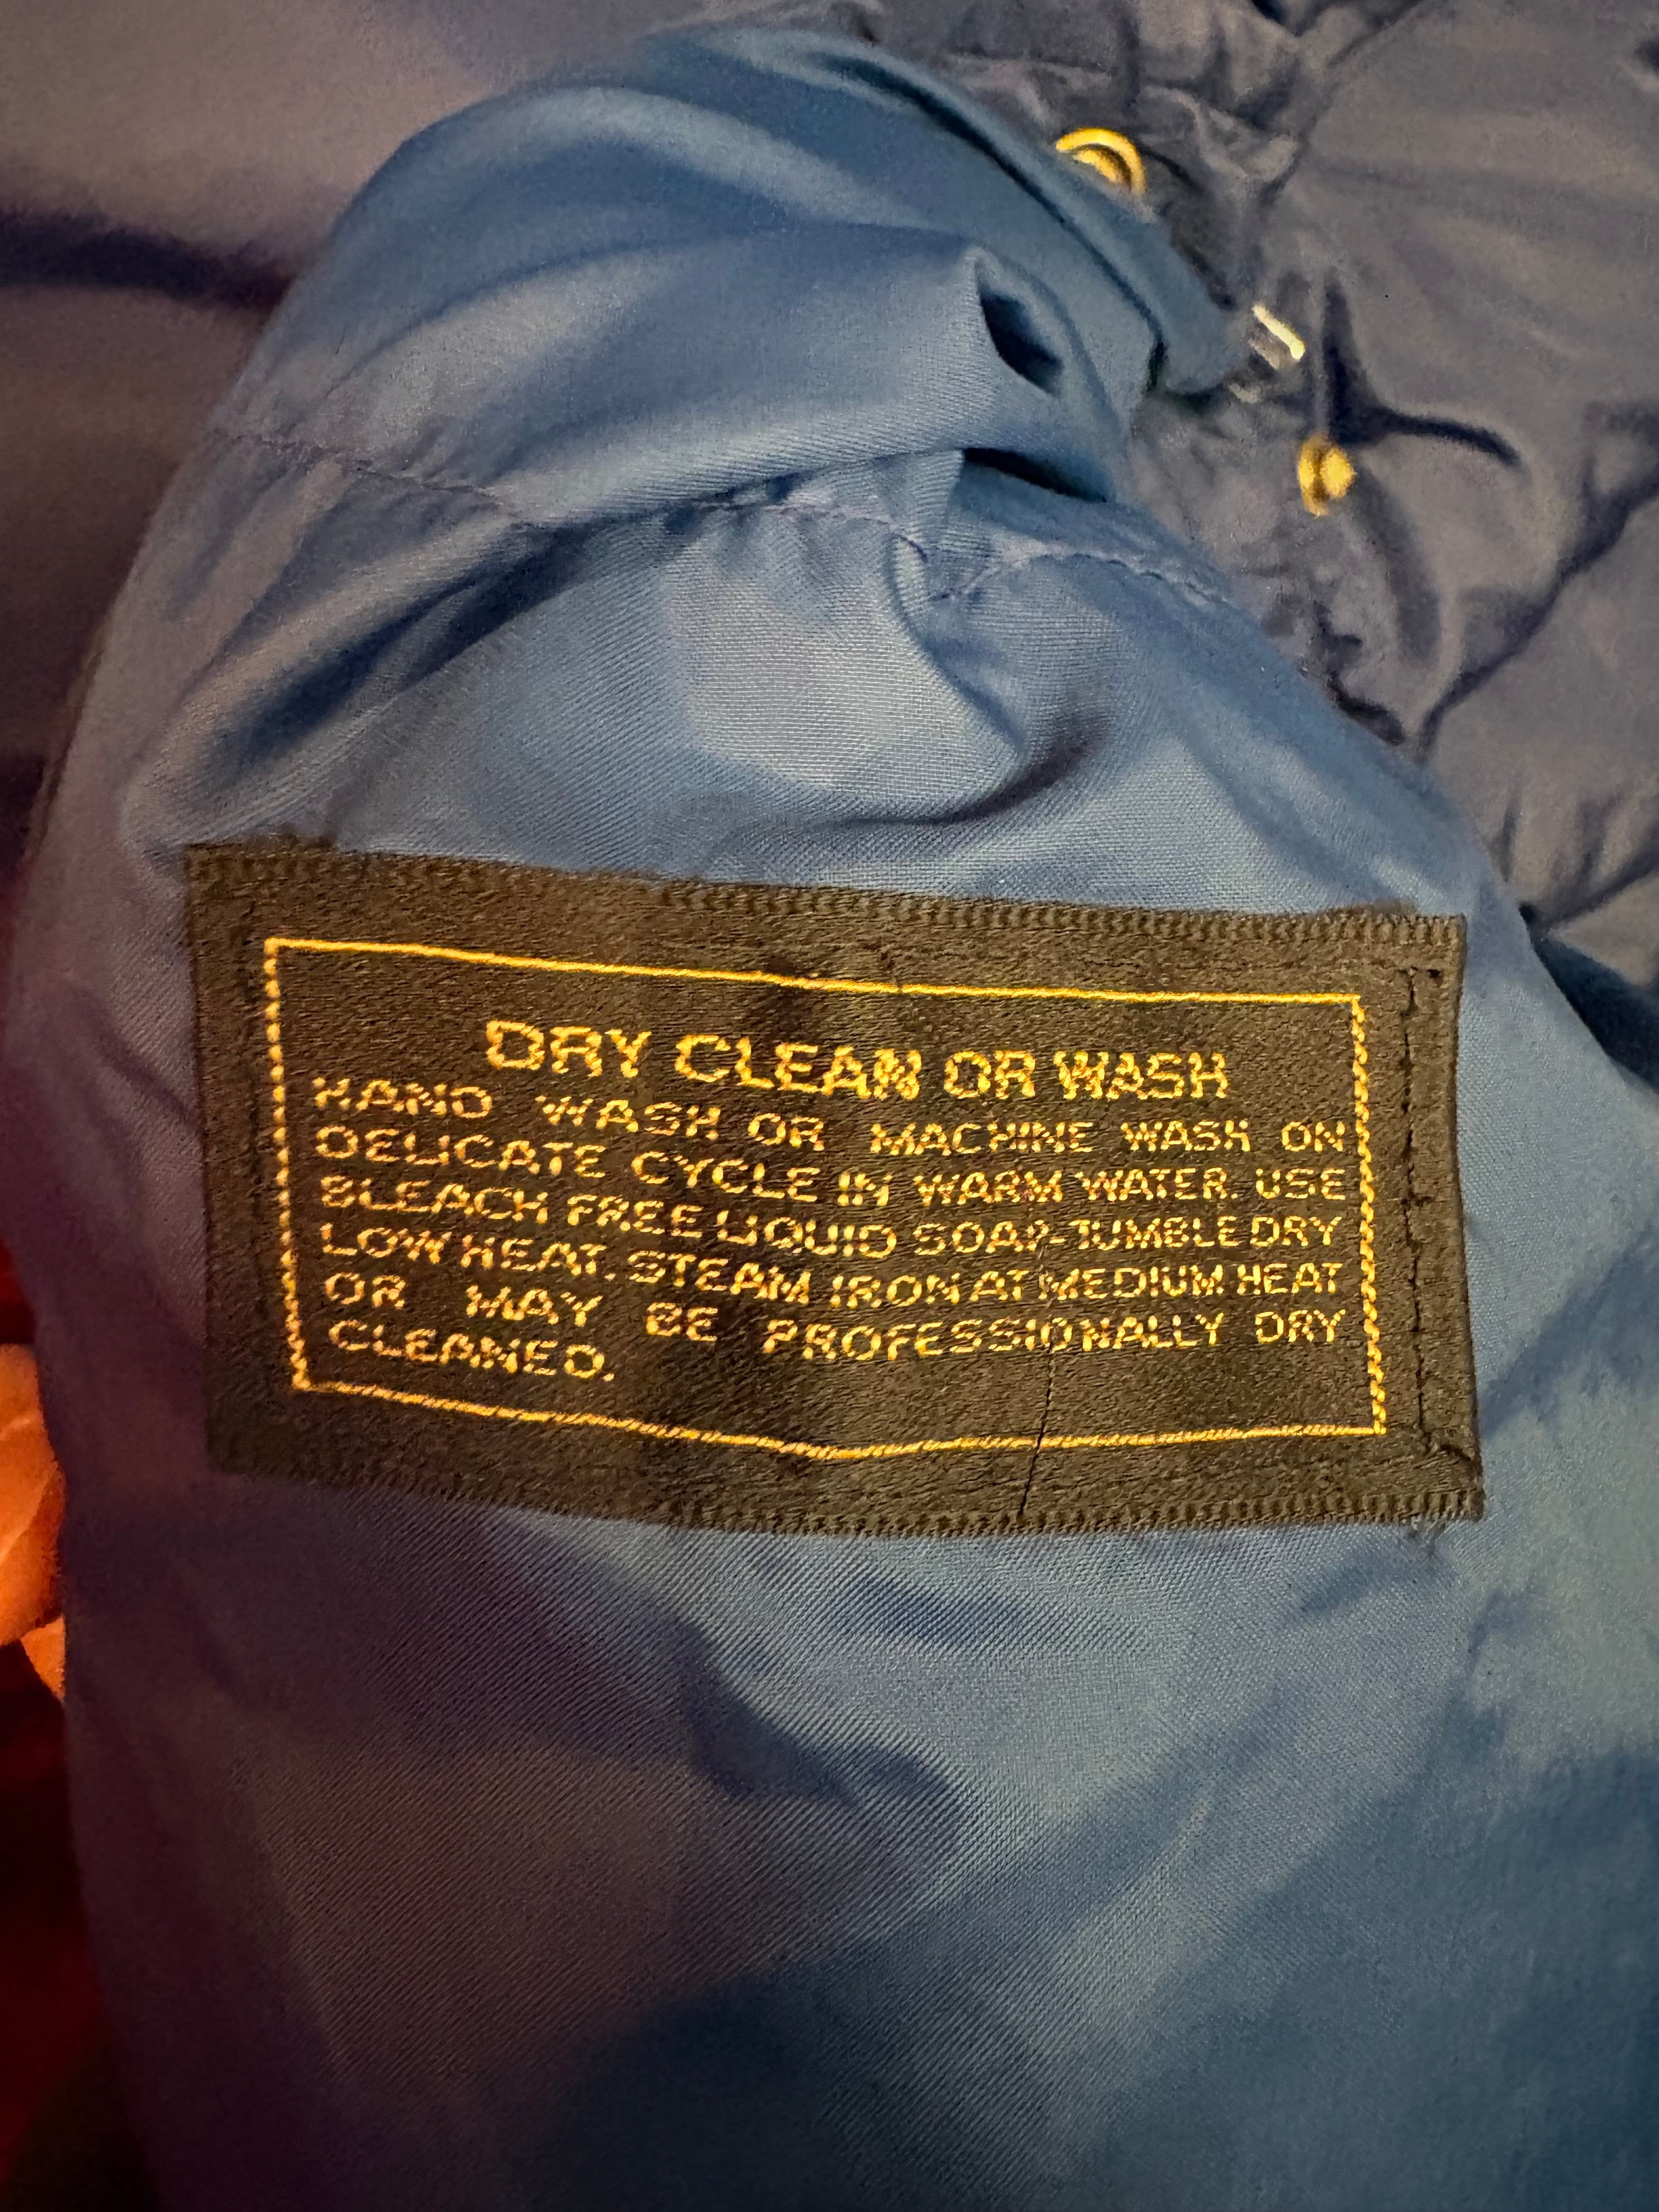 DRY CLEAN OR WASH
HAND WASH OR MACHINE WASH ON
DELICATE CYCLE IN WARM WATER. USE
BLEACH FREE LIQUID SOAP-TUMBLE DRY
LOW HEAT. STEAM IRON AT MEDIUM HEAT
OR MAY BE PROFESSIONALLY DRY
CLEANED.